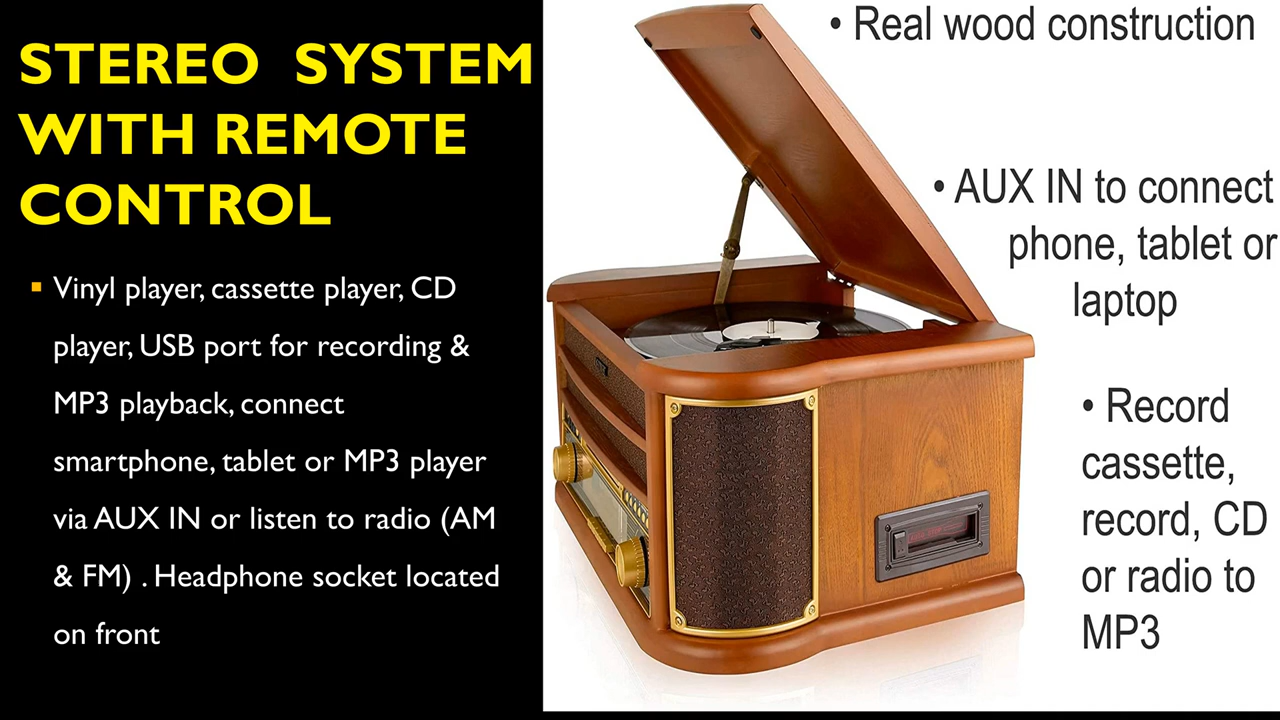 STEREO SYSTEM
WITH REMOTE
CONTROL
▪ Vinyl player, cassette player, CD
player, USB port for recording &
MP3 playback, connect
smartphone, tablet or MP3 player
via AUX IN or listen to radio (AM
& FM) . Headphone socket located
on front
• Real wood construction
• AUX IN to connect
phone, tablet or
laptop
• Record
cassette,
record, CD
or radio to
MP3